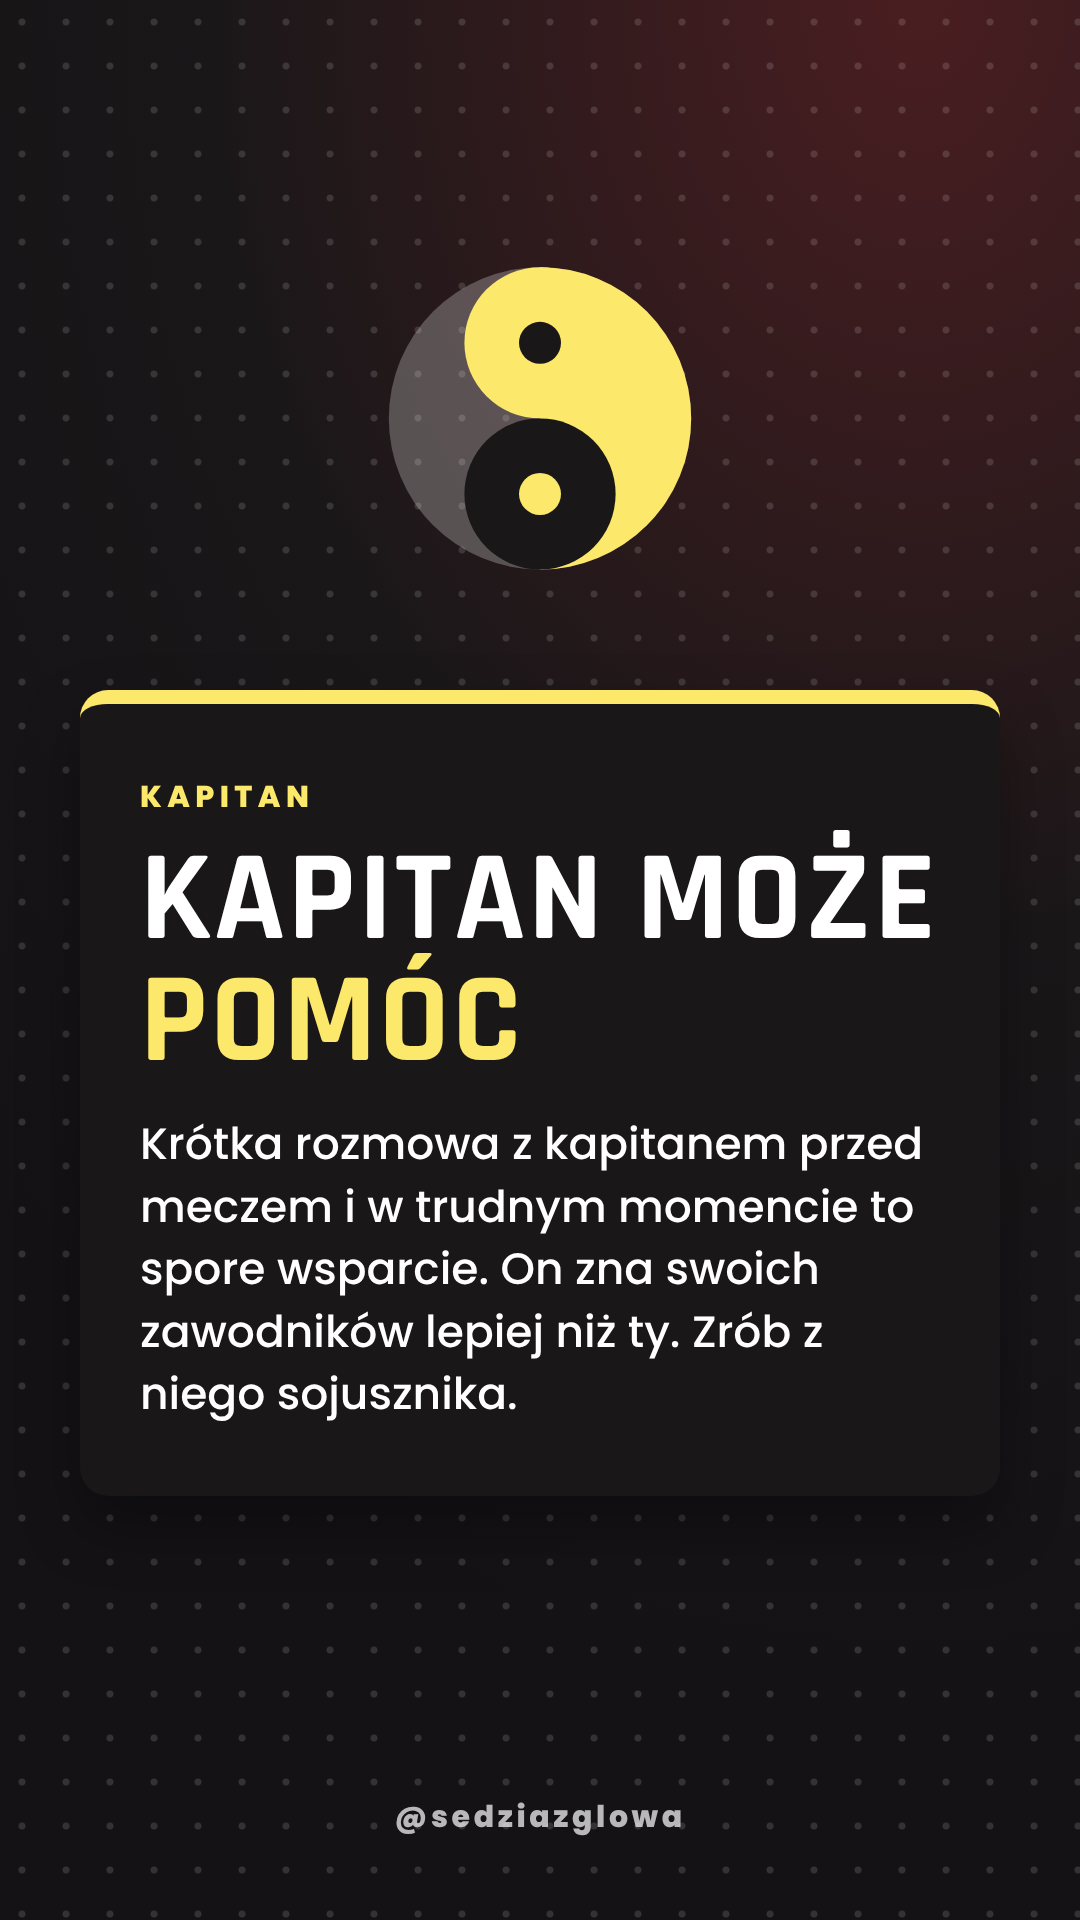 KAPITAN
KAPITAN MOŻE
POMÓC
Krótka rozmowa z kapitanem przed
meczem i w trudnym momencie to
spore wsparcie. On zna swoich
zawodników lepiej niż ty. Zrób z
niego sojusznika.
@sedziazglowa